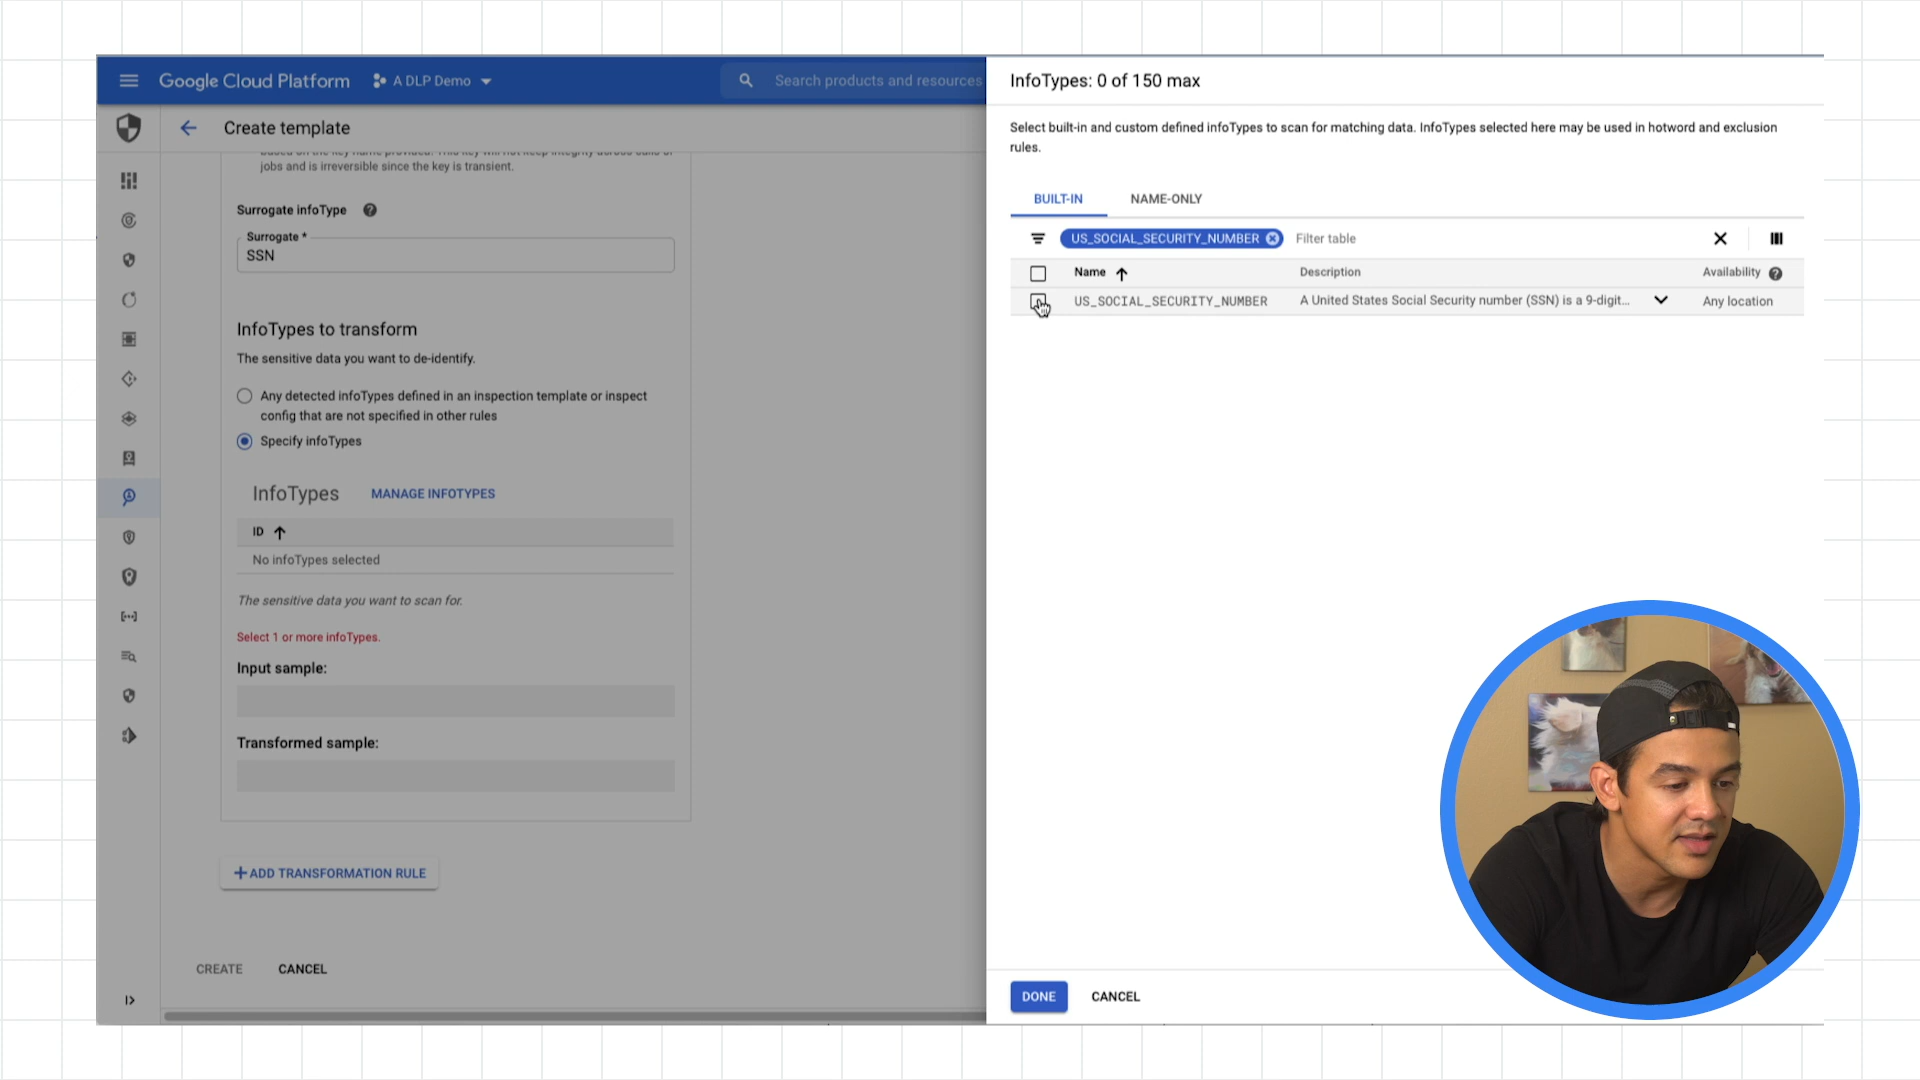 Google Cloud Platform
A DLP Demo
Search products and resources
Create template
jobs and is irreversible since the key is transient.
Surrogate infoType
Surrogate *
SSN
InfoTypes to transform
The sensitive data you want to de-identify.
Any detected infoTypes defined in an inspection template or inspect
config that are not specified in other rules
Specify infoTypes
InfoTypes
MANAGE INFOTYPES
ID
No infoTypes selected
The sensitive data you want to scan for.
Select 1 or more infoTypes.
Input sample:
Transformed sample:
ADD TRANSFORMATION RULE
CREATE
CANCEL
InfoTypes: 0 of 150 max
Select built-in and custom defined infoTypes to scan for matching data. InfoTypes selected here may be used in hotword and exclusion
rules.
BUILT-IN
NAME-ONLY
US_SOCIAL_SECURITY_NUMBER
Filter table
Name
Description
Availability
US_SOCIAL_SECURITY_NUMBER
A United States Social Security number (SSN) is a 9-digit...
Any location
DONE
CANCEL